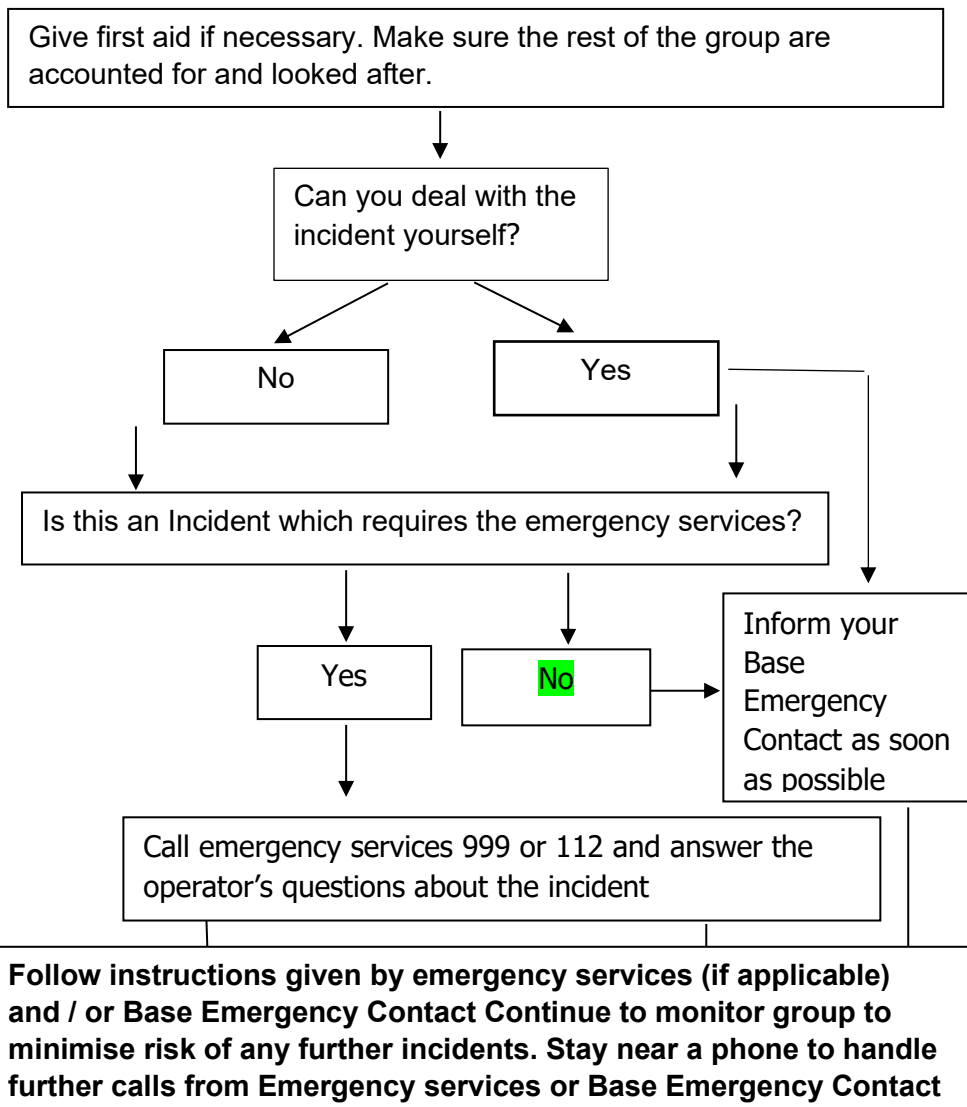 Give first aid if necessary. Make sure the rest of the group are
accounted for and looked after.
Can you deal with the
incident yourself?
No
Yes
Is this an Incident which requires the emergency services?
Yes
No
Inform your
Base
Emergency
Contact as soon
as possible
Call emergency services 999 or 112 and answer the
operator’s questions about the incident
Follow instructions given by emergency services (if applicable)
and / or Base Emergency Contact Continue to monitor group to
minimise risk of any further incidents. Stay near a phone to handle
further calls from Emergency services or Base Emergency Contact